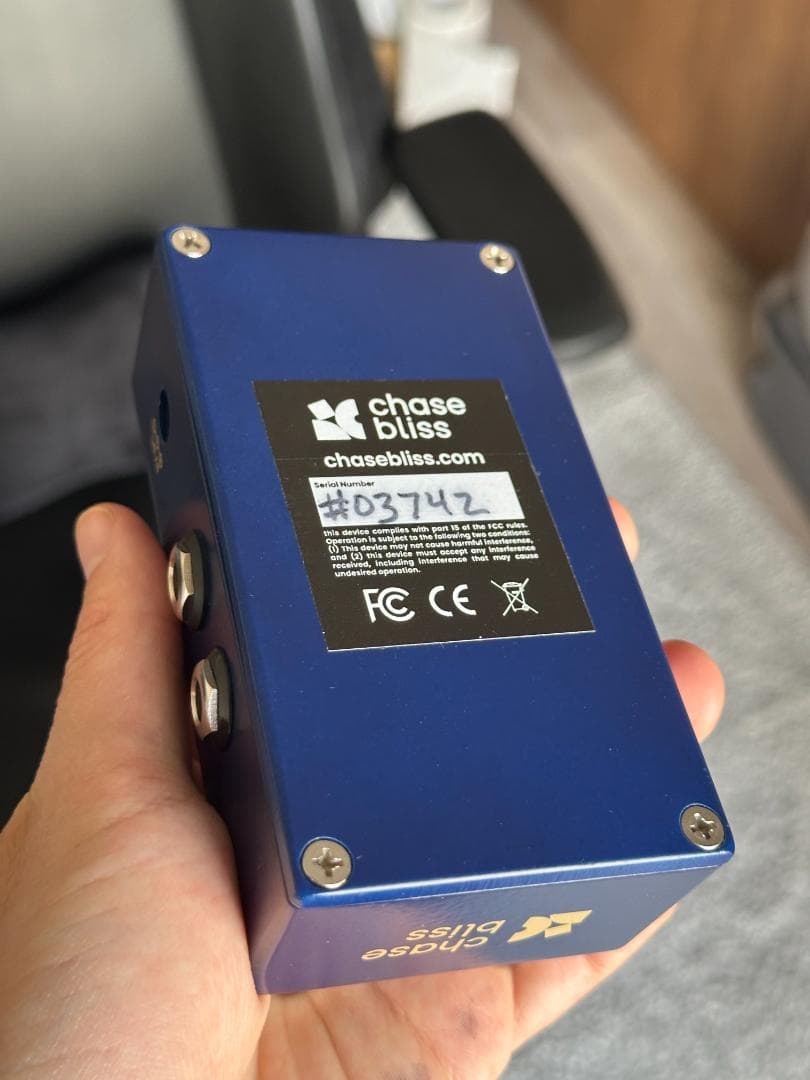 chase
bliss
chasebliss.com
Serial Number
#03742
this device complies with part 15 of the FCC rules.
Operation is subject to the following two conditions:
(1) This device may not cause harmful interference,
and (2) this device must accept any interference
received, including interference that may cause
undesired operation.
FC CE
chase
bliss